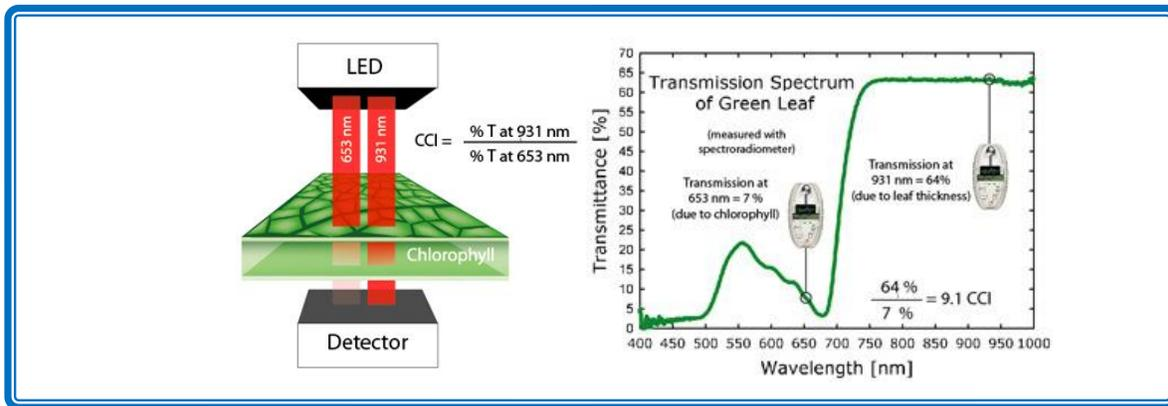 LED
653 nm
931 nm
CCI = % T at 931 nm
% T at 653 nm
Chlorophyll
Detector
Transmission Spectrum
of Green Leaf
(measured with
spectroradiometer)
Transmission at
653 nm = 7 %
(due to chlorophyll)
Transmission at
931 nm = 64%
(due to leaf thickness)
64 %
7 % = 9.1 CCI
Transmittance [%]
70
65
60
55
50
45
40
35
30
25
20
15
10
5
0
400 450 500 550 600 650 700 750 800 850 900 950 1000
Wavelength [nm]